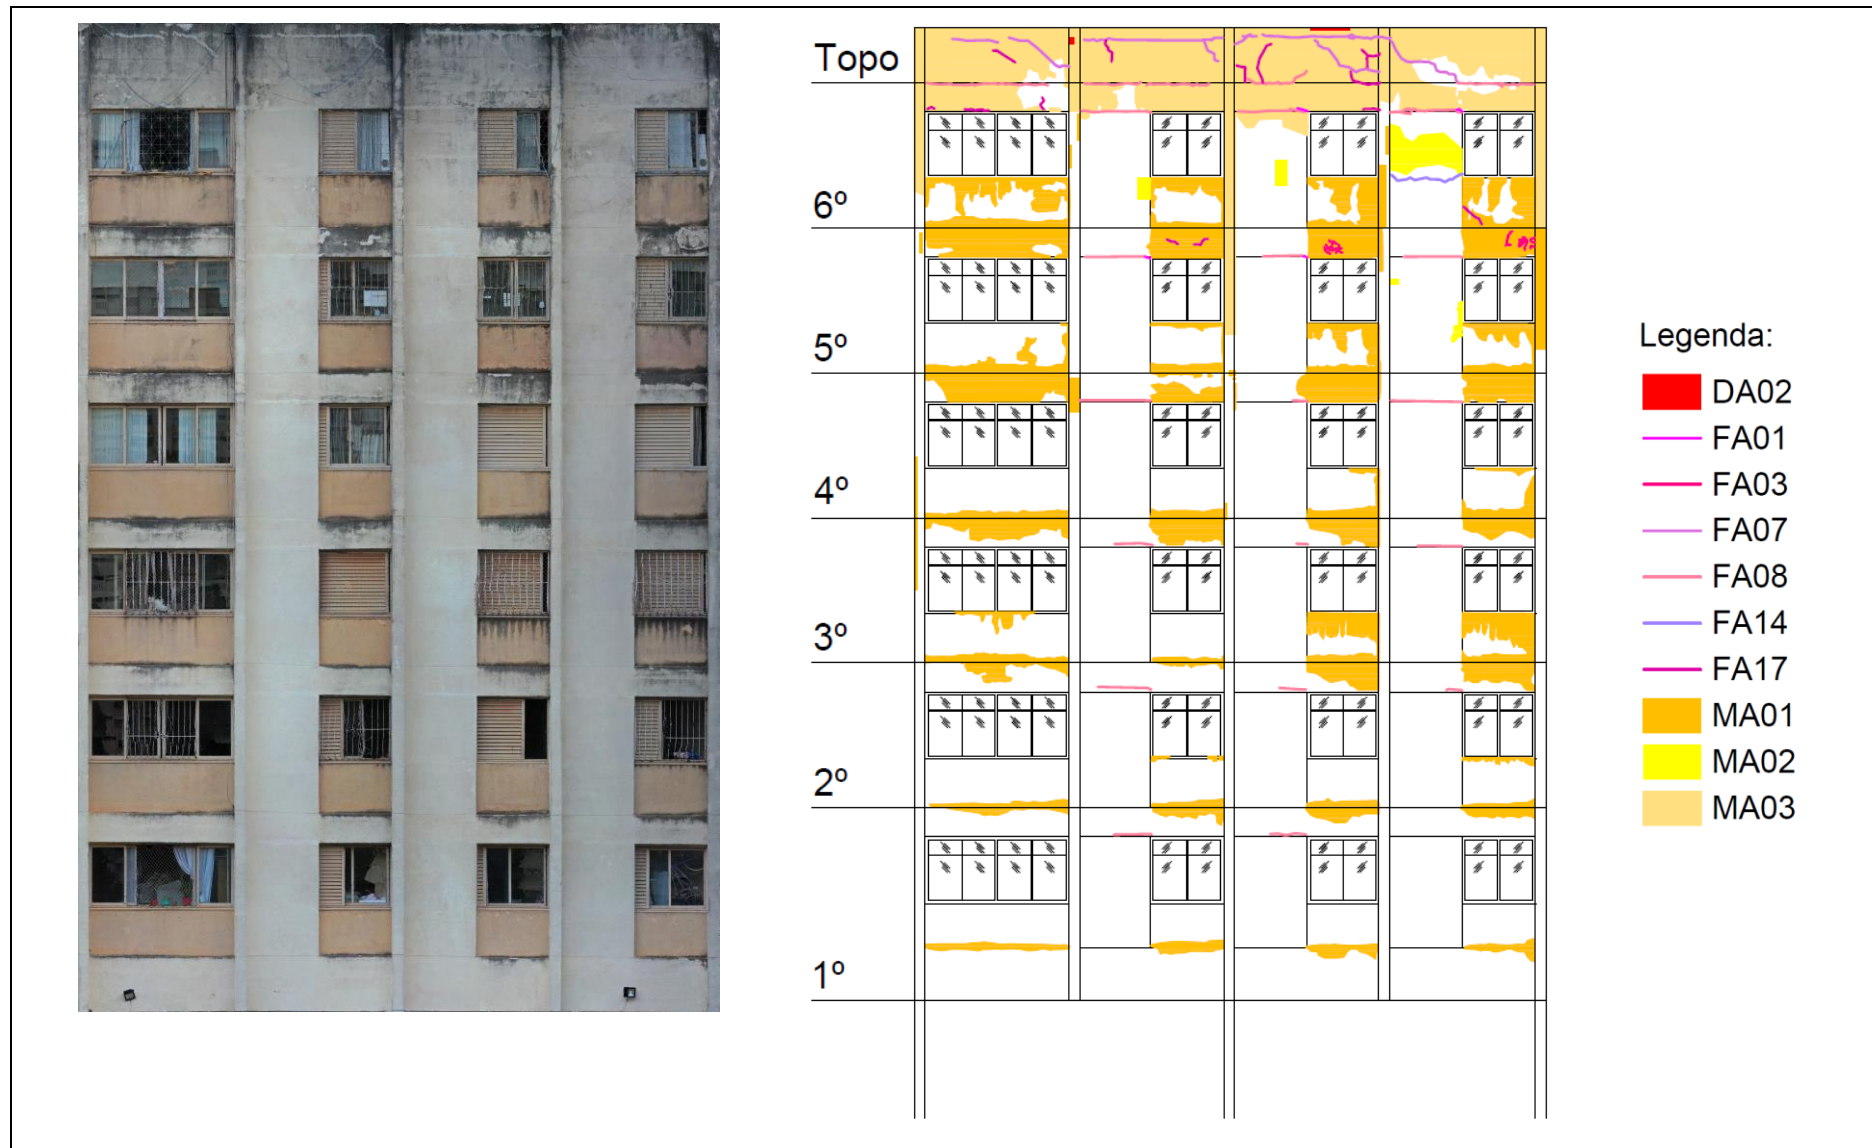 Topo
6º
5º
4º
3º
2º
1º
Legenda:
DA02
FA01
FA03
FA07
FA08
FA14
FA17
MA01
MA02
MA03